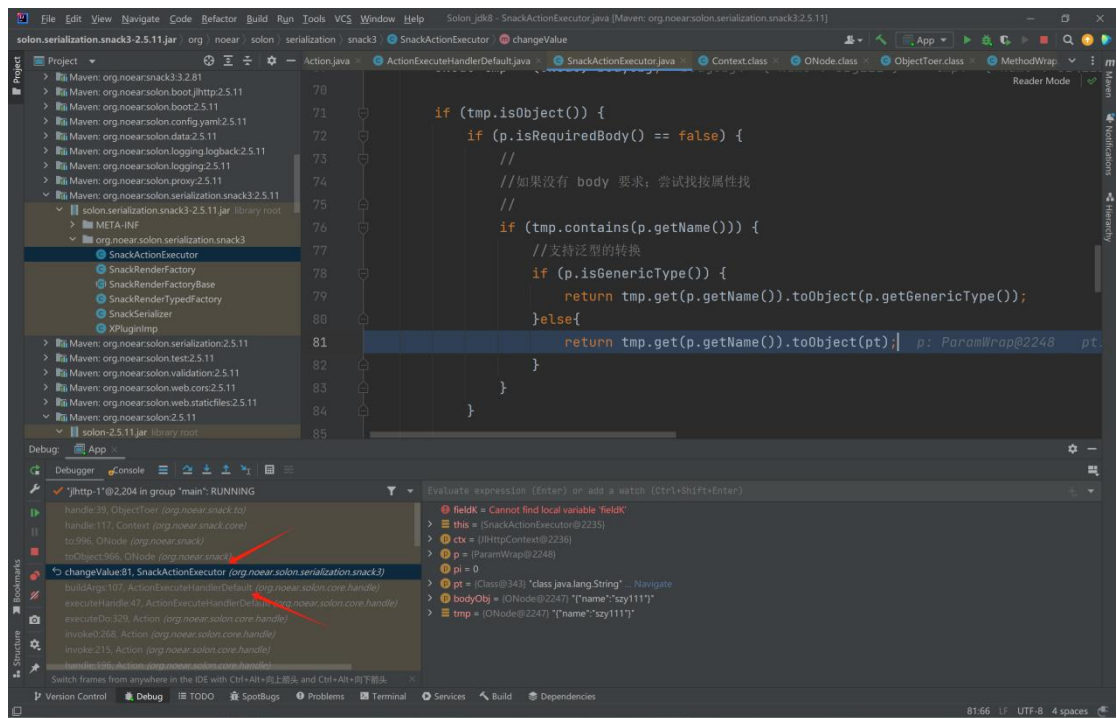 File Edit View Navigate Code Refactor Build Run Tools VCS Window Help Solon_jdk8 - SnackActionExecutor.java [Maven: org.noear:solon.serialization.snack3:2.5.11]
solon.serialization.snack3-2.5.11.jar org noear solon serialization snack3 SnackActionExecutor changeValue App
Project Action.java ActionExecuteHandlerDefault.java SnackActionExecutor.java Context.class ONode.class ObjectToer.class MethodWrap
Reader Mode
Maven: org.noear:snack3:3.2.81
Maven: org.noear:solon.boot.jlhttp:2.5.11
Maven: org.noear:solon.boot:2.5.11
Maven: org.noear:solon.config.yaml:2.5.11
Maven: org.noear:solon.data:2.5.11
Maven: org.noear:solon.logging.logback:2.5.11
Maven: org.noear:solon.logging:2.5.11
Maven: org.noear:solon.proxy:2.5.11
Maven: org.noear:solon.serialization.snack3:2.5.11
solon.serialization.snack3-2.5.11.jar library root
META-INF
org.noear.solon.serialization.snack3
SnackActionExecutor
SnackRenderFactory
SnackRenderFactoryBase
SnackRenderTypedFactory
SnackSerializer
XPluginImp
Maven: org.noear:solon.serialization:2.5.11
Maven: org.noear:solon.test:2.5.11
Maven: org.noear:solon.validation:2.5.11
Maven: org.noear:solon.web.cors:2.5.11
Maven: org.noear:solon.web.staticfiles:2.5.11
Maven: org.noear:solon:2.5.11
solon-2.5.11.jar library root
70
71 if (tmp.isObject()) {
72 if (p.isRequiredBody() == false) {
73 //
74 //如果没有 body 要求；尝试找按属性找
75 //
76 if (tmp.contains(p.getName())) {
77 //支持泛型的转换
78 if (p.isGenericType()) {
79 return tmp.get(p.getName()).toObject(p.getGenericType());
80 }else{
81 return tmp.get(p.getName()).toObject(pt); p: ParamWrap@2248 pt:
82 }
83 }
84 }
85
Project
Bookmarks
Structure
Maven
Notifications
Hierarchy
Debug: App
Debugger Console
"jlhttp-1"@2,204 in group "main": RUNNING
handle:39, ObjectToer (org.noear.snack.to)
handle:117, Context (org.noear.snack.core)
to:996, ONode (org.noear.snack)
toObject:966, ONode (org.noear.snack)
changeValue:81, SnackActionExecutor (org.noear.solon.serialization.snack3)
buildArgs:107, ActionExecuteHandlerDefault (org.noear.solon.core.handle)
executeHandle:47, ActionExecuteHandlerDefault (org.noear.solon.core.handle)
executeDo:329, Action (org.noear.solon.core.handle)
invoke0:268, Action (org.noear.solon.core.handle)
invoke:215, Action (org.noear.solon.core.handle)
handle:196, Action (org.noear.solon.core.handle)
Switch frames from anywhere in the IDE with Ctrl+Alt+向上箭头 and Ctrl+Alt+向下箭头
Evaluate expression (Enter) or add a watch (Ctrl+Shift+Enter)
fieldK = Cannot find local variable 'fieldK'
this = {SnackActionExecutor@2235}
ctx = {JlHttpContext@2236}
p = {ParamWrap@2248}
pi = 0
pt = {Class@343} "class java.lang.String" ... Navigate
bodyObj = {ONode@2247} "{"name":"szy111"}"
tmp = {ONode@2247} "{"name":"szy111"}"
Version Control Debug TODO SpotBugs Problems Terminal Services Build Dependencies
81:66 LF UTF-8 4 spaces